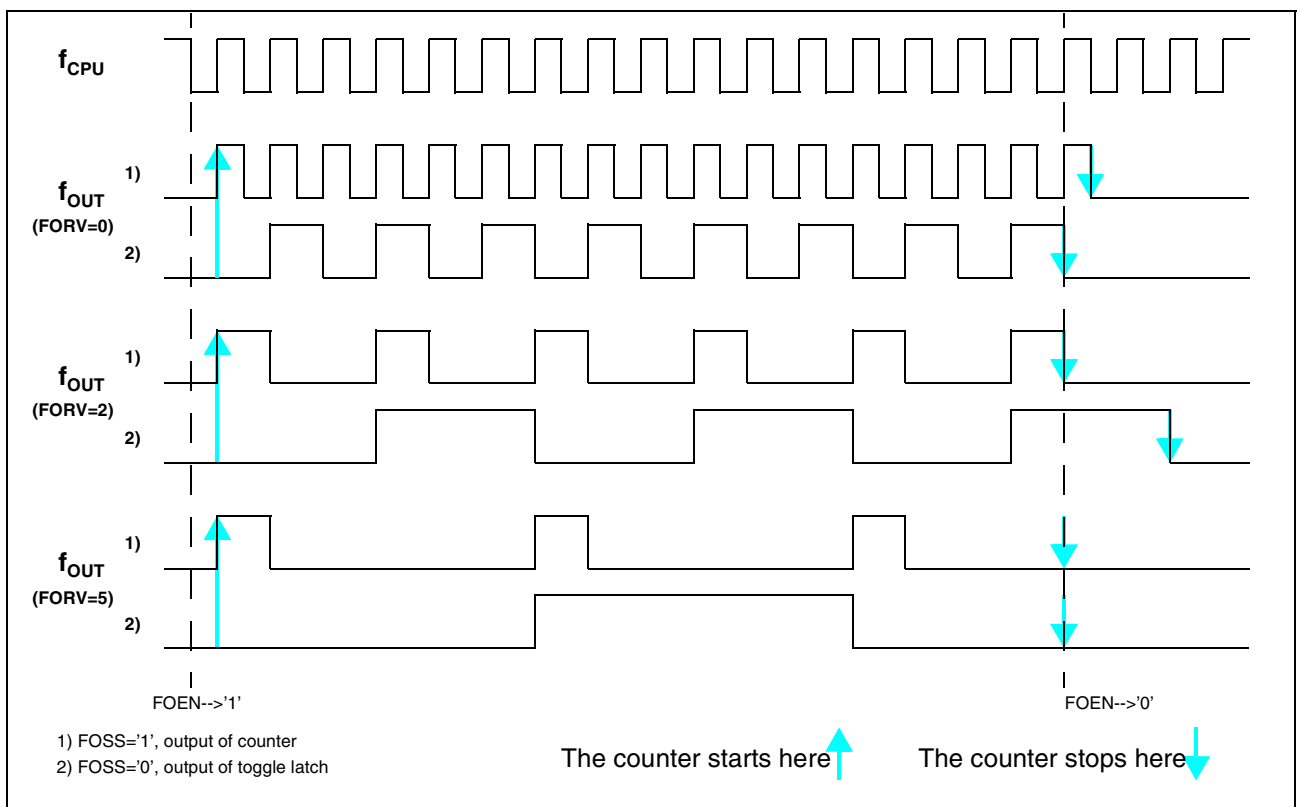 fCPU
1)
fOUT
(FORV=0)
2)
1)
fOUT
(FORV=2)
2)
1)
fOUT
(FORV=5)
2)
FOEN-->'1'
FOEN-->'0'
1) FOSS='1', output of counter
2) FOSS='0', output of toggle latch
The counter starts here
The counter stops here